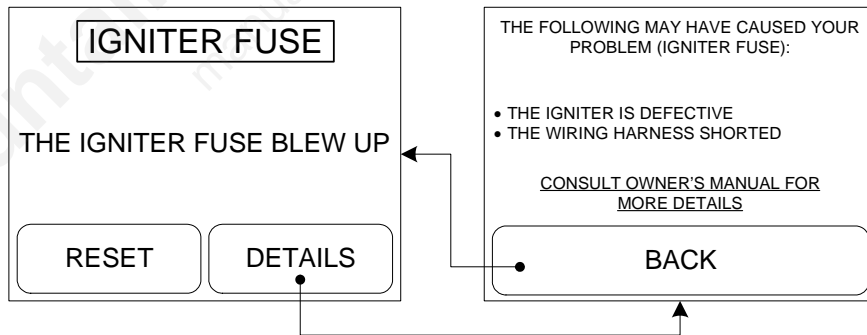 IGNITER FUSE
THE IGNITER FUSE BLEW UP
RESET
DETAILS
THE FOLLOWING MAY HAVE CAUSED YOUR
PROBLEM (IGNITER FUSE):
• THE IGNITER IS DEFECTIVE
• THE WIRING HARNESS SHORTED
CONSULT OWNER'S MANUAL FOR
MORE DETAILS
BACK